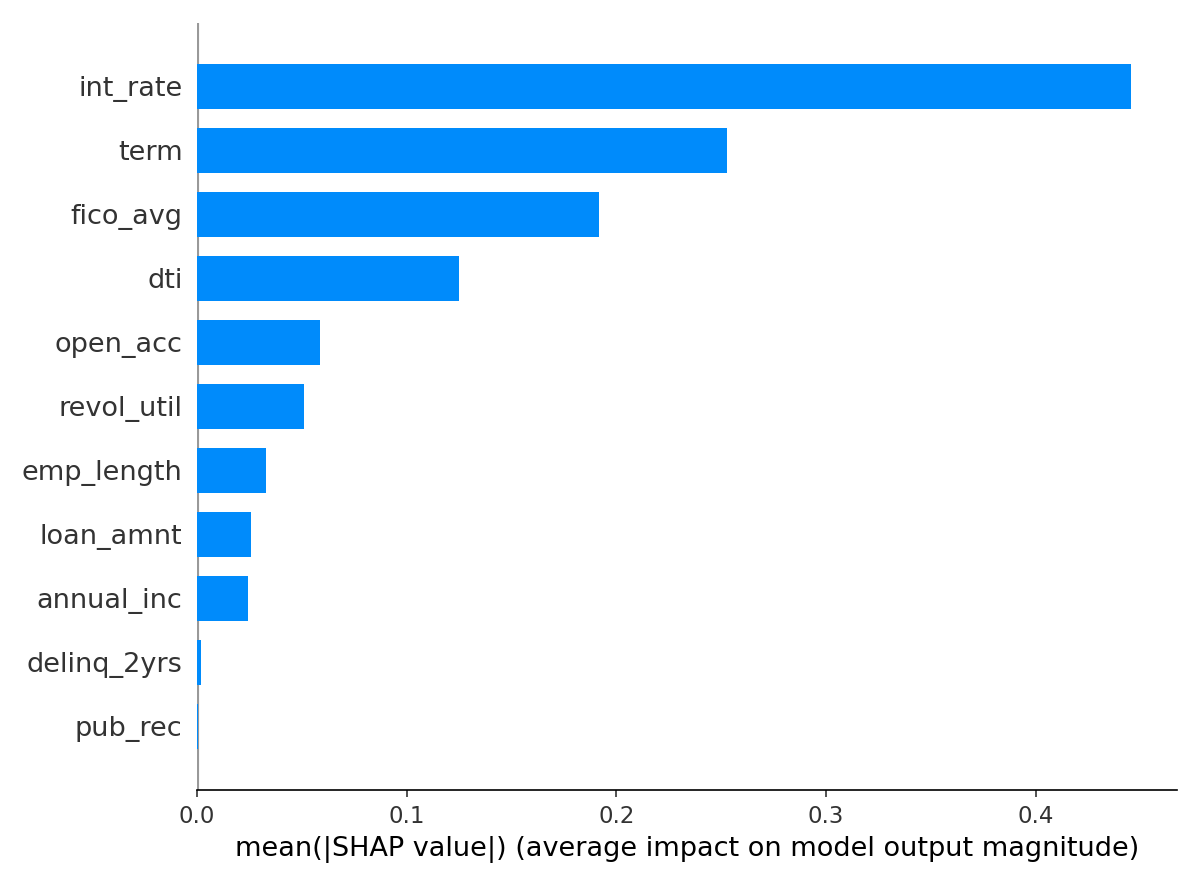 int_rate
term
fico_avg
dti
open_acc
revol_util
emp_length
loan_amnt
annual_inc
delinq_2yrs
pub_rec
0.0 0.1 0.2 0.3 0.4
mean(|SHAP value|) (average impact on model output magnitude)